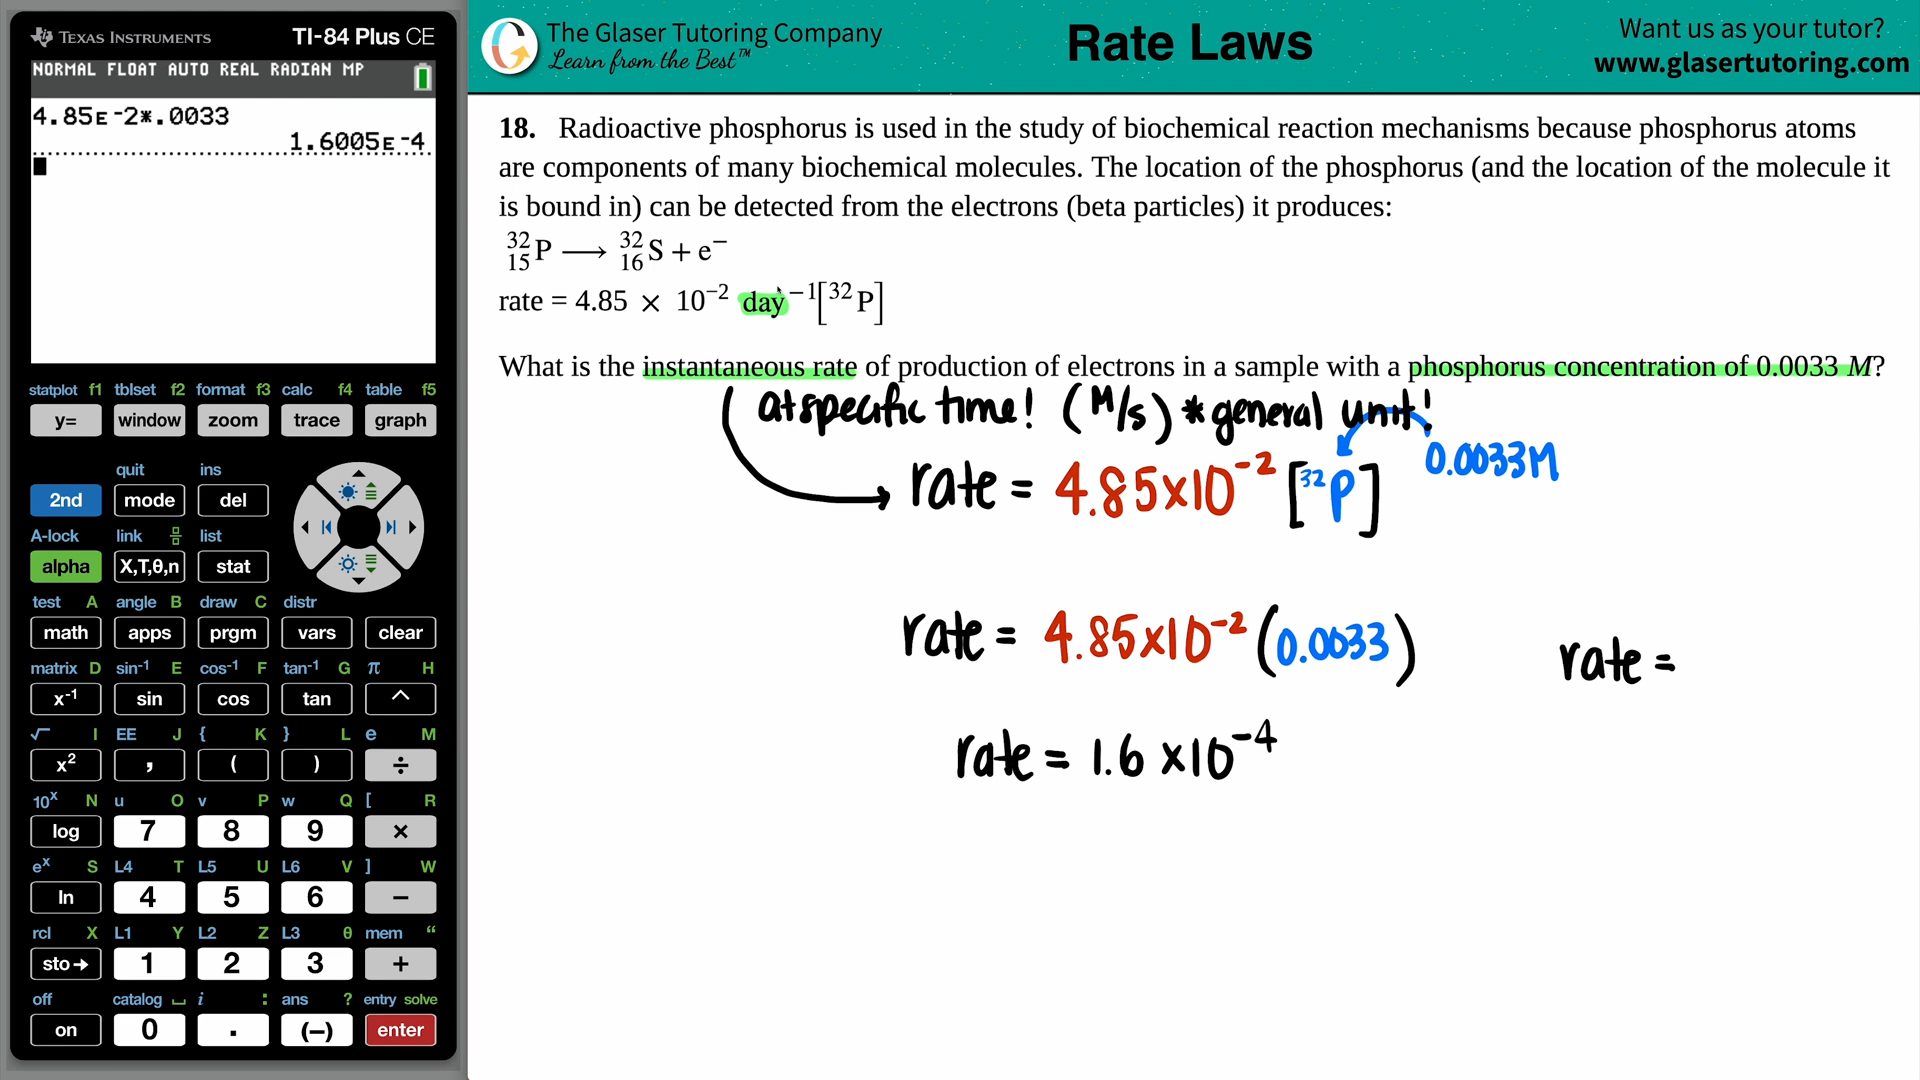 TEXAS INSTRUMENTS TI-84 Plus CE
NORMAL FLOAT AUTO REAL RADIAN MP
4.85ᴇ-2*.0033
1.6005ᴇ-4
statplot f1 tblset f2 format f3 calc f4 table f5
y= window zoom trace graph
quit ins
2nd mode del
A-lock link list
alpha X,T,θ,n stat
test A angle B draw C distr
math apps prgm vars clear
matrix D sin⁻¹ E cos⁻¹ F tan⁻¹ G π H
x⁻¹ sin cos tan ^
√ I EE J { K } L e M
x² , ( ) ÷
10ˣ N u O v P w Q [ R
log 7 8 9 ×
eˣ S L4 T L5 U L6 V ] W
ln 4 5 6 −
rcl X L1 Y L2 Z L3 θ mem “
sto→ 1 2 3 +
off catalog ⎵ i : ans ? entry solve
on 0 . (−) enter
The Glaser Tutoring Company
Learn from the Best™
Rate Laws
Want us as your tutor?
www.glasertutoring.com
18. Radioactive phosphorus is used in the study of biochemical reaction mechanisms because phosphorus atoms
are components of many biochemical molecules. The location of the phosphorus (and the location of the molecule it
is bound in) can be detected from the electrons (beta particles) it produces:
³²₁₅P ⟶ ³²₁₆S + e⁻
rate = 4.85 × 10⁻² day⁻¹[³²P]
What is the instantaneous rate of production of electrons in a sample with a phosphorus concentration of 0.0033 M?
at specific time! (M/s) *general unit!
0.0033M
rate = 4.85x10⁻² [³²P]
rate = 4.85x10⁻² (0.0033)
rate =
rate = 1.6 x10⁻⁴